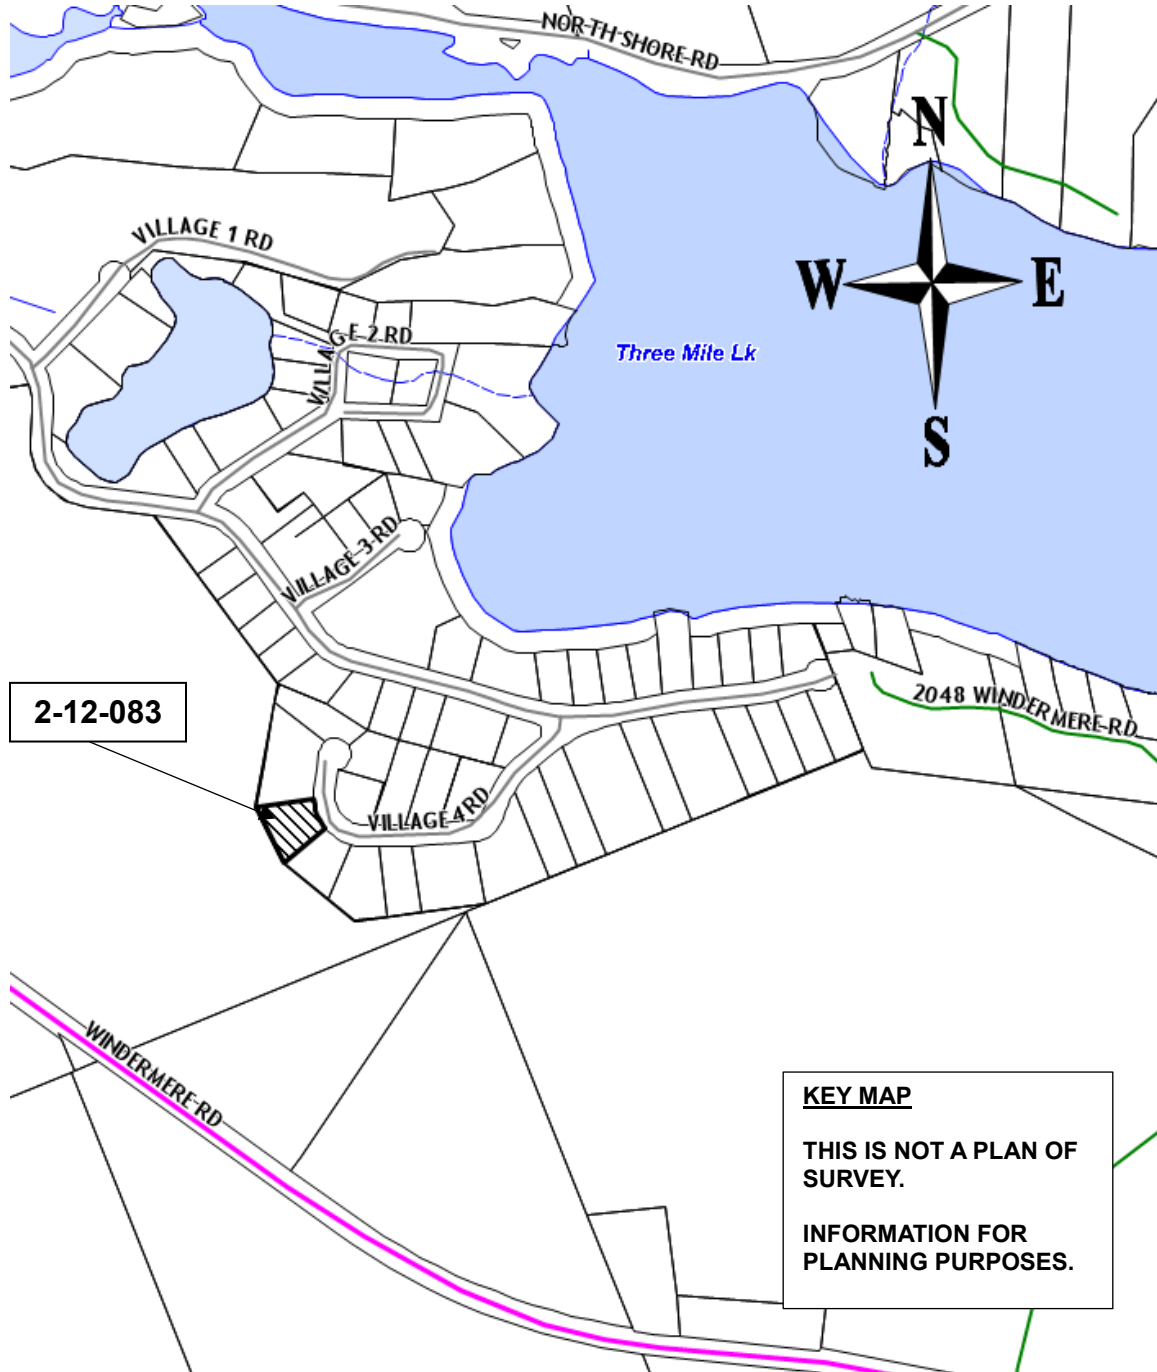 NORTH SHORE RD
N
VILLAGE 1 RD
W
E
VILLAGE 2 RD
Three Mile Lk
S
VILLAGE 3 RD
2-12-083
2048 WINDERMERE RD
VILLAGE 4 RD
WINDERMERE RD
KEY MAP
THIS IS NOT A PLAN OF
SURVEY.
INFORMATION FOR
PLANNING PURPOSES.